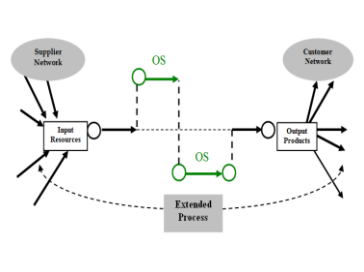 Supplier
Network
Customer
Network
OS
Input
Resources
Output
Products
OS
Extended
Process